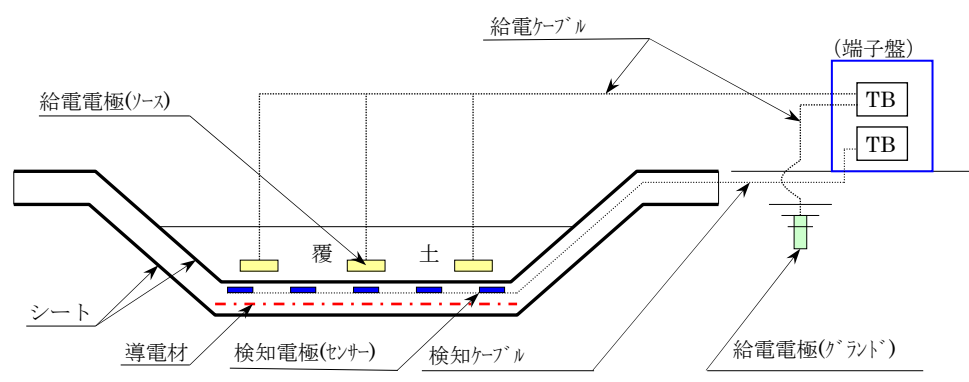 給電ｹｰﾌﾞﾙ
(端子盤)
給電電極(ｿｰｽ)
TB
TB
覆 土
シート
導電材
検知電極(ｾﾝｻｰ)
検知ｹｰﾌﾞﾙ
給電電極(ｸﾞﾗﾝﾄﾞ)